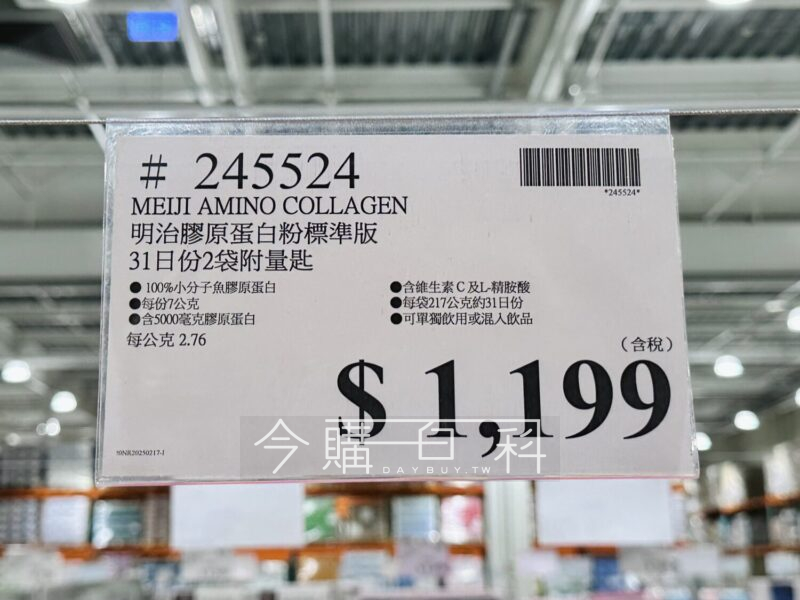 # 245524
*245524*
MEIJI AMINO COLLAGEN
明治膠原蛋白粉標準版
31日份2袋附量匙
●100%小分子魚膠原蛋白
●每份7公克
●含5000毫克膠原蛋白
●含維生素C及L-精胺酸
●每袋217公克約31日份
●可單獨飲用或混入飲品
每公克 2.76
(含稅)
$ 1,199
今購百科
DAYBUY.TW